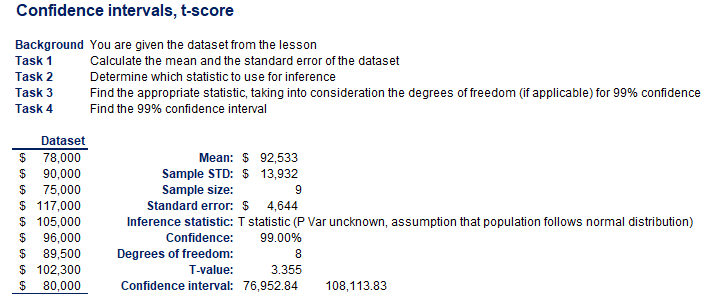 Confidence intervals, t-score
Background You are given the dataset from the lesson
Task 1 Calculate the mean and the standard error of the dataset
Task 2 Determine which statistic to use for inference
Task 3 Find the appropriate statistic, taking into consideration the degrees of freedom (if applicable) for 99% confidence
Task 4 Find the 99% confidence interval
Dataset
$ 78,000 Mean: $ 92,533
$ 90,000 Sample STD: $ 13,932
$ 75,000 Sample size: 9
$ 117,000 Standard error: $ 4,644
$ 105,000 Inference statistic: T statistic (P Var uncknown, assumption that population follows normal distribution)
$ 96,000 Confidence: 99.00%
$ 89,500 Degrees of freedom: 8
$ 102,300 T-value: 3.355
$ 80,000 Confidence interval: 76,952.84 108,113.83